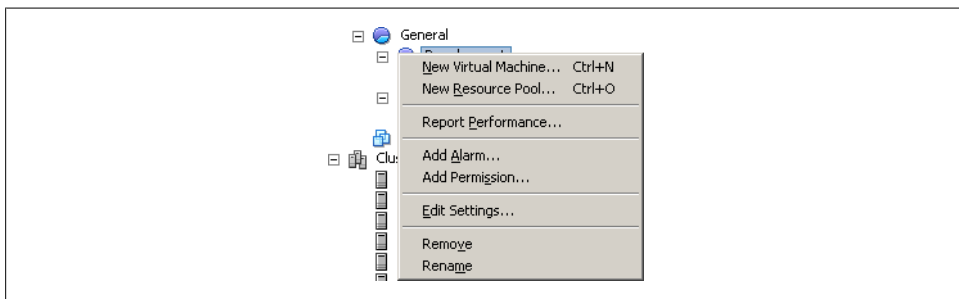 General
New Virtual Machine... Ctrl+N
New Resource Pool... Ctrl+O
Report Performance...
Add Alarm...
Add Permission...
Edit Settings...
Remove
Rename